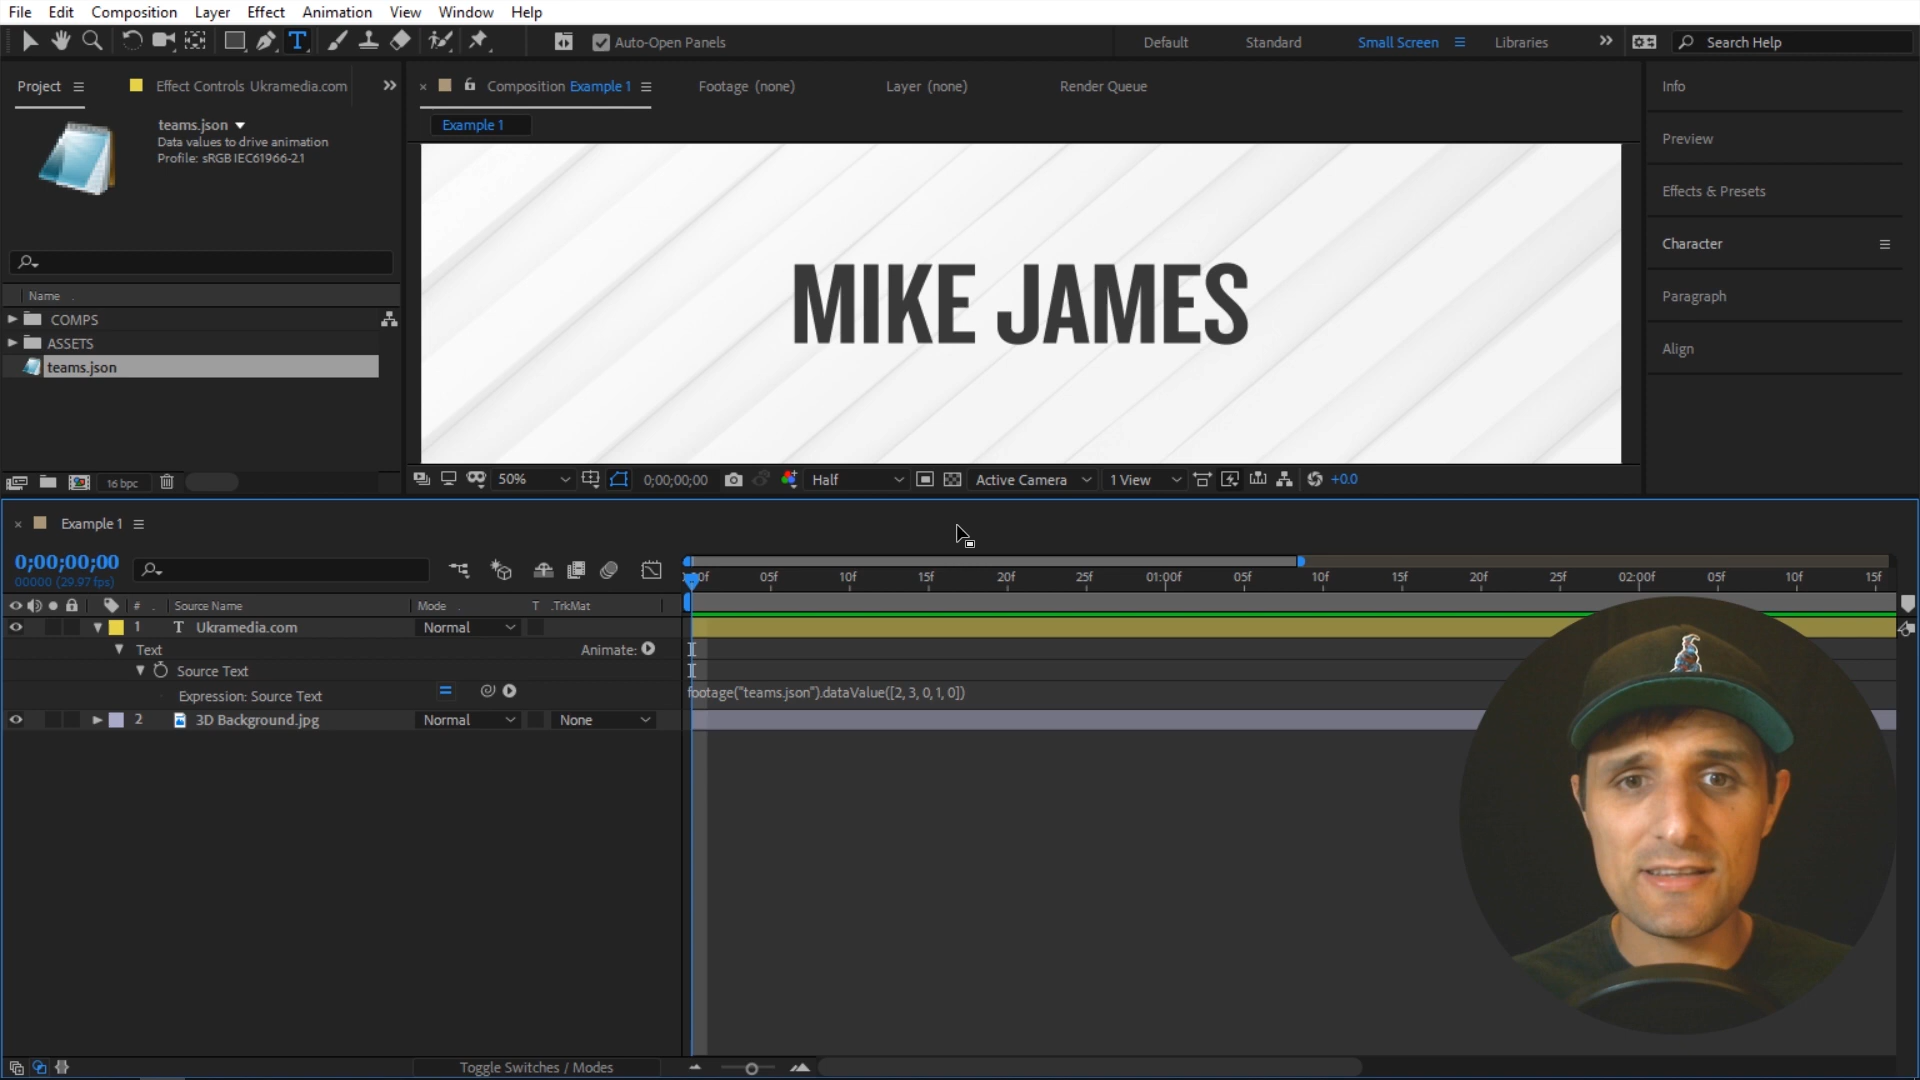 File Edit Composition Layer Effect Animation View Window Help
Auto-Open Panels Default Standard Small Screen Libraries Search Help
Project Effect Controls Ukramedia.com
Composition Example 1 Footage (none) Layer (none) Render Queue
teams.json
Data values to drive animation
Profile: sRGB IEC61966-2.1
Example 1
MIKE JAMES
Name
COMPS
ASSETS
teams.json
16 bpc
50% 0;00;00;00 Half Active Camera 1 View +0.0
Info
Preview
Effects & Presets
Character
Paragraph
Align
Example 1
0;00;00;00
00000 (29.97 fps)
05f 10f 15f 20f 25f 01:00f 05f 10f 15f 20f 25f 02:00f 05f 10f 15f
# Source Name Mode T .TrkMat
1 T Ukramedia.com Normal
Text Animate:
Source Text
Expression: Source Text footage("teams.json").dataValue([2, 3, 0, 1, 0])
2 3D Background.jpg Normal None
Toggle Switches / Modes